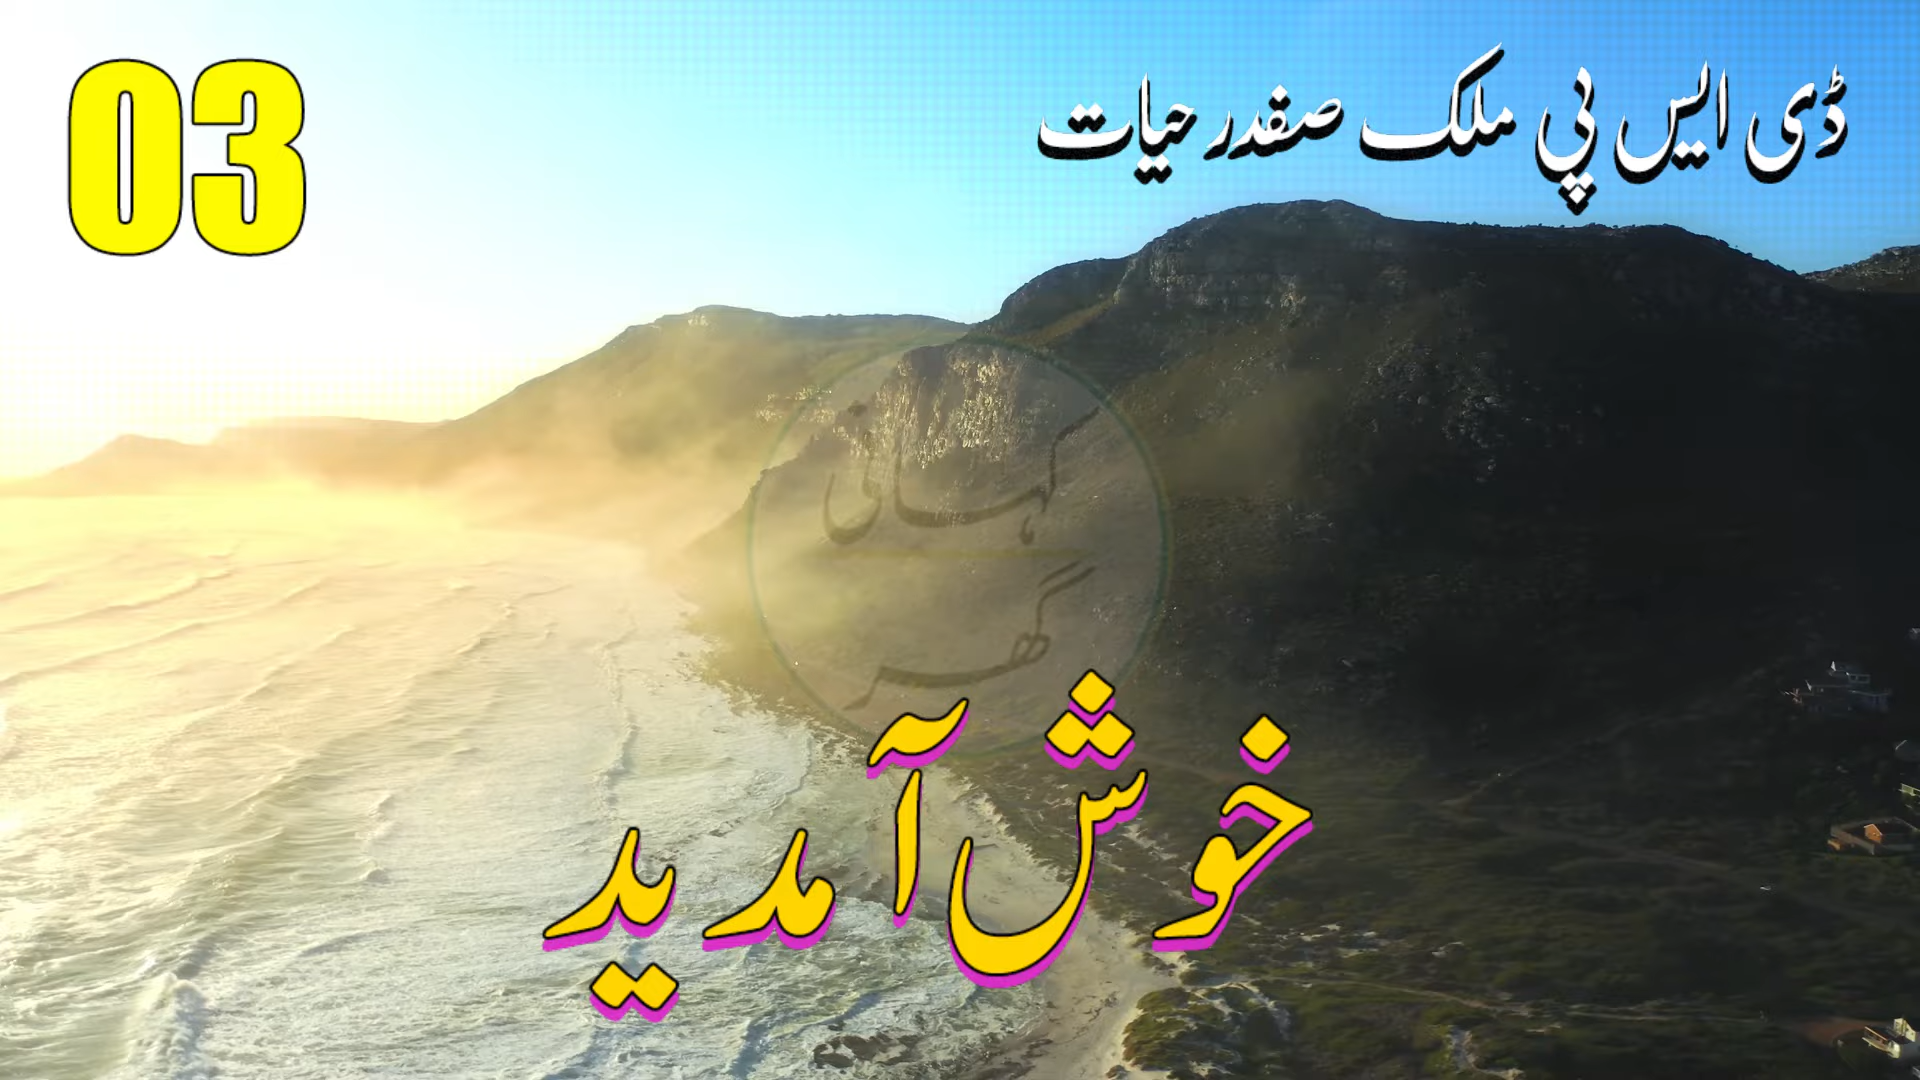 03
ڈی ایس پی ملک صفدر حیات
کہانی
گھر
خوش آمدید